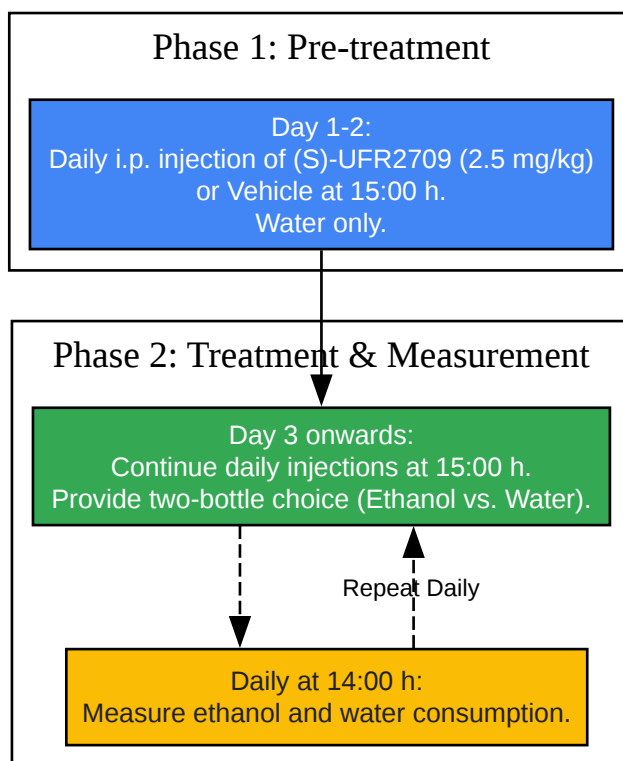 Phase 1: Pre-treatment
Day 1-2:
Daily i.p. injection of (S)-UFR2709 (2.5 mg/kg)
or Vehicle at 15:00 h.
Water only.
Phase 2: Treatment & Measurement
Day 3 onwards:
Continue daily injections at 15:00 h.
Provide two-bottle choice (Ethanol vs. Water).
Repeat Daily
Daily at 14:00 h:
Measure ethanol and water consumption.